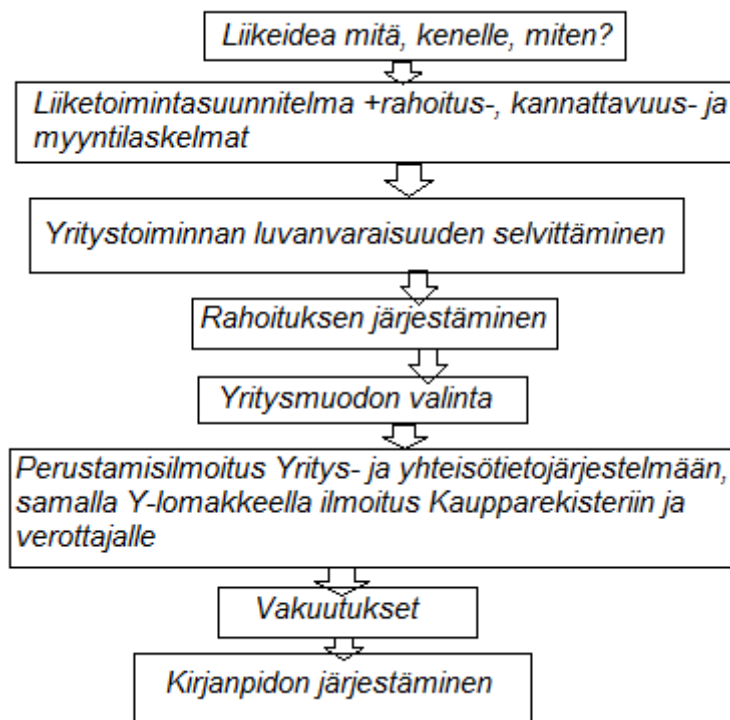 Liikeidea mitä, kenelle, miten?
Liiketoimintasuunnitelma +rahoitus-, kannattavuus- ja
myyntilaskelmat
Yritystoiminnan luvanvaraisuuden selvittäminen
Rahoituksen järjestäminen
Yritysmuodon valinta
Perustamisilmoitus Yritys- ja yhteisötietojärjestelmään,
samalla Y-lomakkeella ilmoitus Kaupparekisteriin ja
verottajalle
Vakuutukset
Kirjanpidon järjestäminen